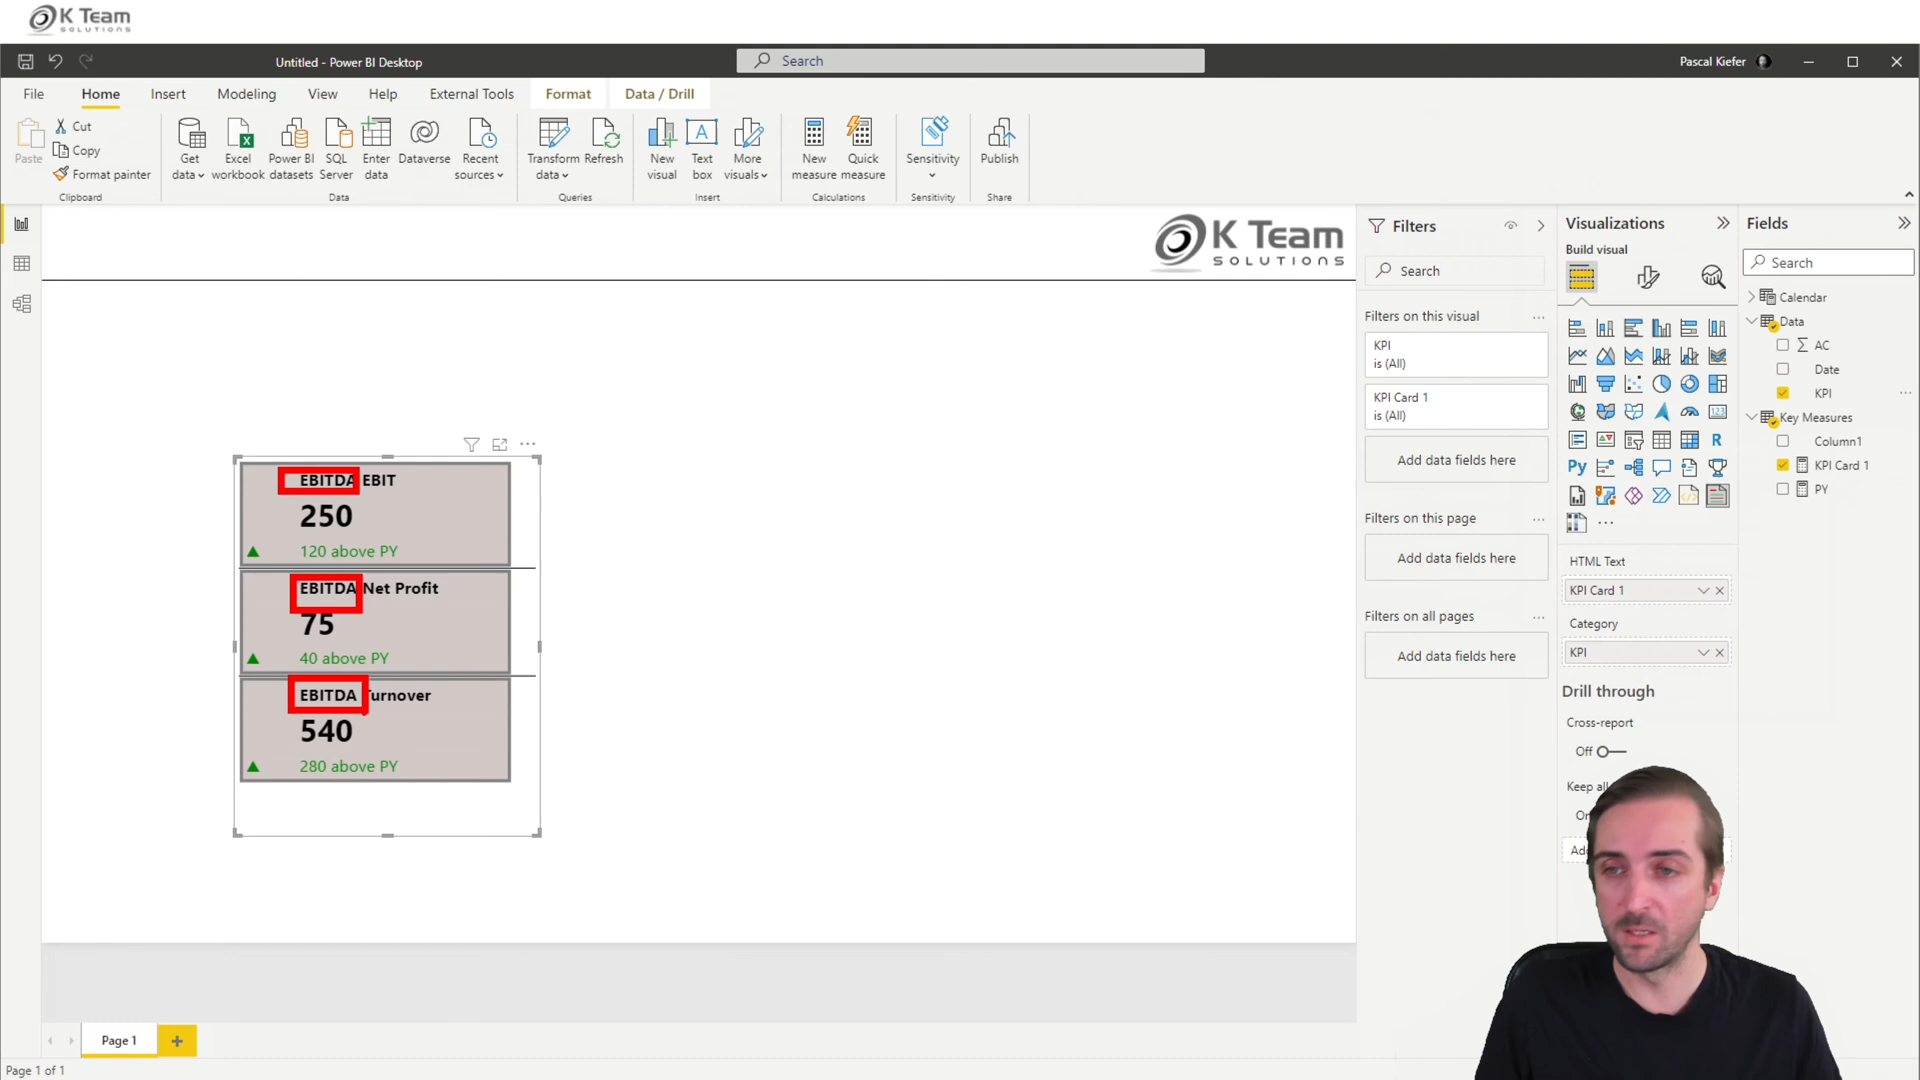 K Team
SOLUTIONS
Untitled - Power BI Desktop
Search
Pascal Kiefer
File
Home
Insert
Modeling
View
Help
External Tools
Format
Data / Drill
Paste
Cut
Copy
Format painter
Clipboard
Get data
Excel workbook
Power BI datasets
SQL Server
Enter data
Dataverse
Recent sources
Data
Transform data
Refresh
Queries
New visual
Text box
More visuals
Insert
New measure
Quick measure
Calculations
Sensitivity
Sensitivity
Publish
Share
K Team
SOLUTIONS
EBITDA EBIT
250
▲ 120 above PY
EBITDA Net Profit
75
▲ 40 above PY
EBITDA Turnover
540
▲ 280 above PY
Filters
Search
Filters on this visual
KPI
is (All)
KPI Card 1
is (All)
Add data fields here
Filters on this page
Add data fields here
Filters on all pages
Add data fields here
Visualizations
Build visual
123
R
Py
HTML Text
KPI Card 1
Category
KPI
Drill through
Cross-report
Off
Keep all
Fields
Search
Calendar
Data
∑ AC
Date
KPI
Key Measures
Column1
KPI Card 1
PY
Page 1
Page 1 of 1